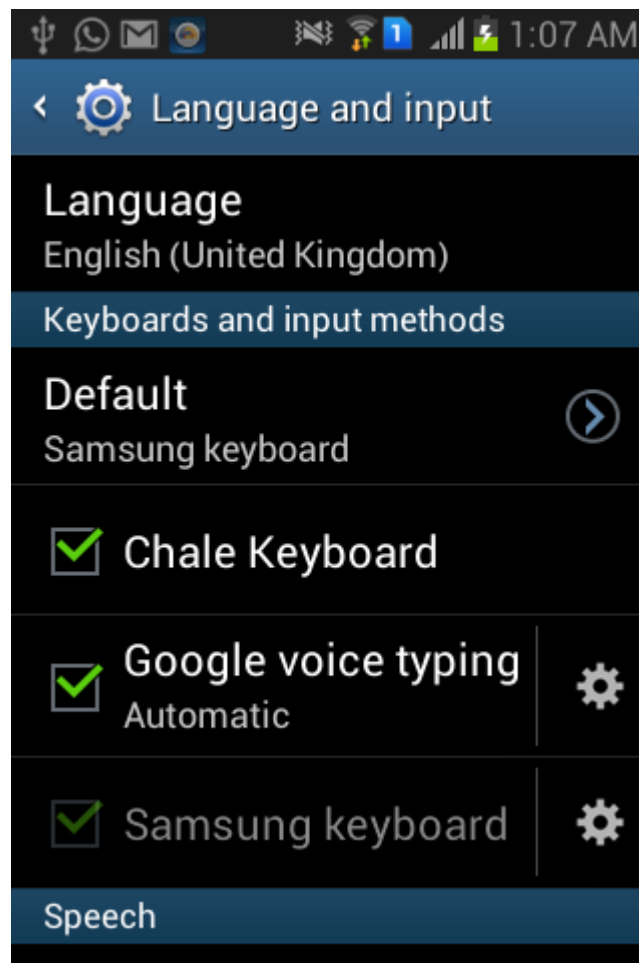 1 1:07 AM
Language and input
Language
English (United Kingdom)
Keyboards and input methods
Default
Samsung keyboard
Chale Keyboard
Google voice typing
Automatic
Samsung keyboard
Speech